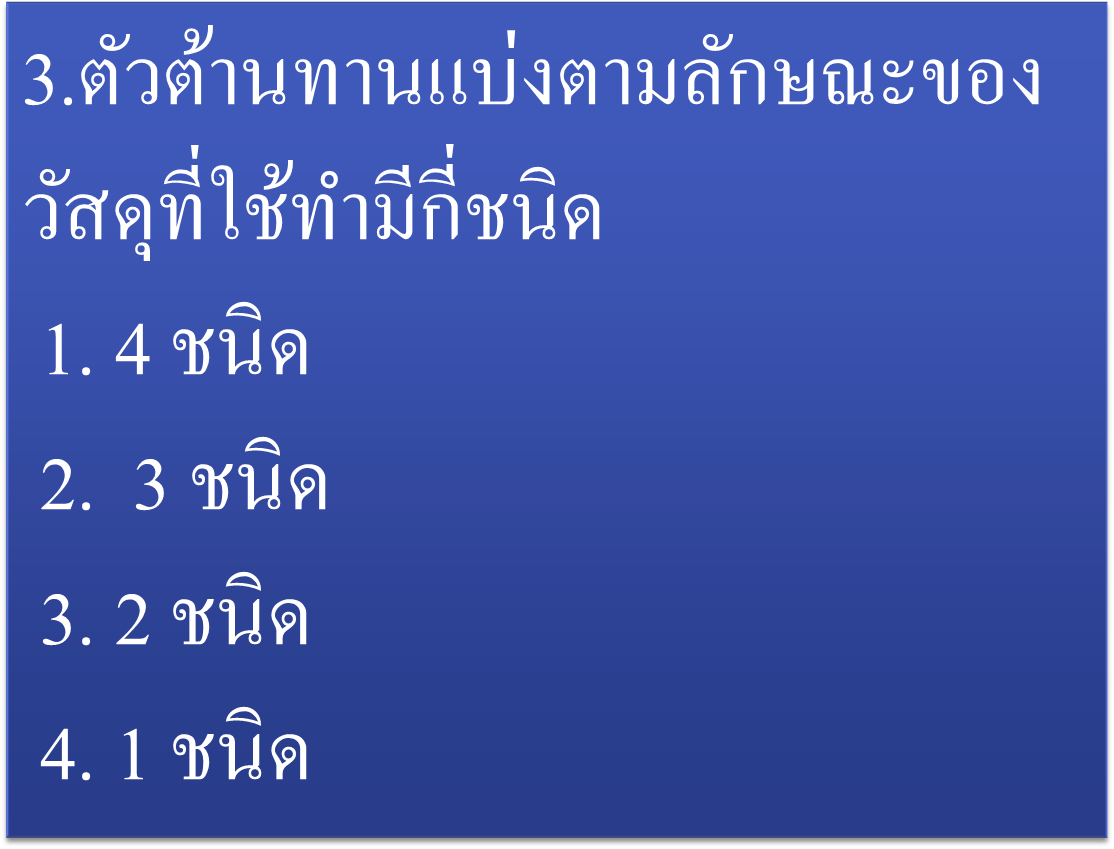 3.ตัวต้านทานแบ่งตามลักษณะของ
วัสดุที่ใช้ทำมีกี่ชนิด
1. 4 ชนิด
2.  3 ชนิด
3. 2 ชนิด
4. 1 ชนิด